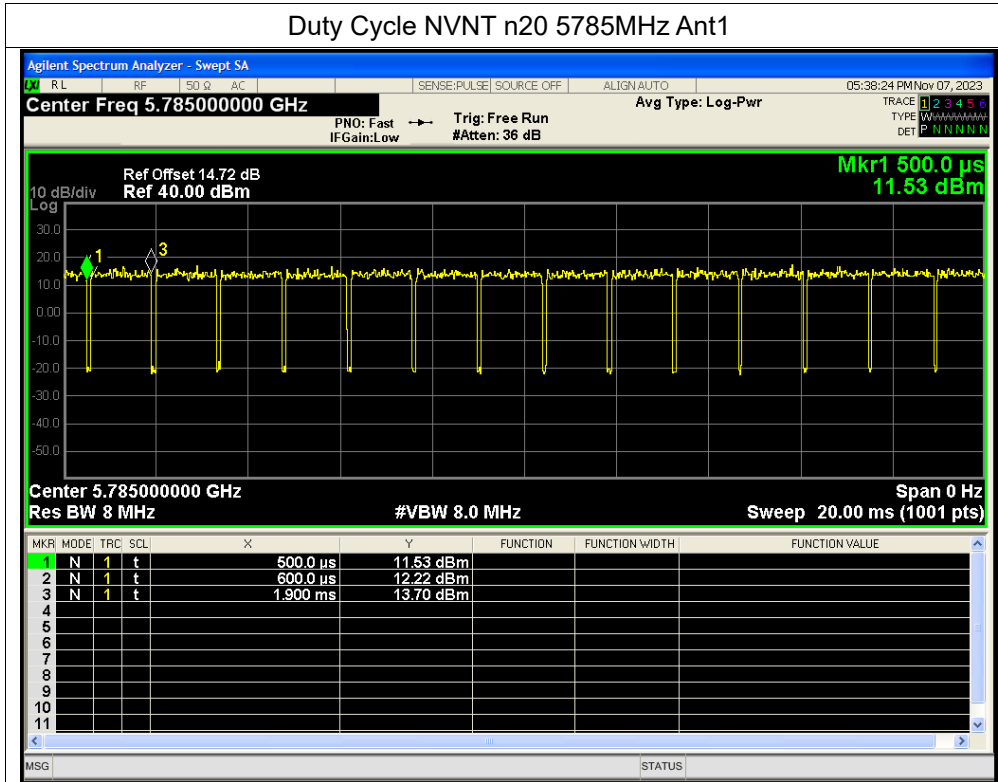 Duty Cycle NVNT n20 5785MHz Ant1
Agilent Spectrum Analyzer - Swept SA
LXI RL RF 50 Ω AC SENSE:PULSE SOURCE OFF ALIGN AUTO 05:38:24 PM Nov 07, 2023
Center Freq 5.785000000 GHz Avg Type: Log-Pwr TRACE 1 2 3 4 5 6
PNO: Fast Trig: Free Run TYPE W
IFGain:Low #Atten: 36 dB DET P N N N N N
Mkr1 500.0 µs
Ref Offset 14.72 dB
10 dB/div Ref 40.00 dBm 11.53 dBm
Log
30.0
20.0
10.0
0.00
-10.0
-20.0
-30.0
-40.0
-50.0
1 3
Center 5.785000000 GHz Span 0 Hz
Res BW 8 MHz #VBW 8.0 MHz Sweep 20.00 ms (1001 pts)
MKR MODE TRC SCL X Y FUNCTION FUNCTION WIDTH FUNCTION VALUE
1 N 1 t 500.0 µs 11.53 dBm
2 N 1 t 600.0 µs 12.22 dBm
3 N 1 t 1.900 ms 13.70 dBm
4
5
6
7
8
9
10
11
MSG STATUS